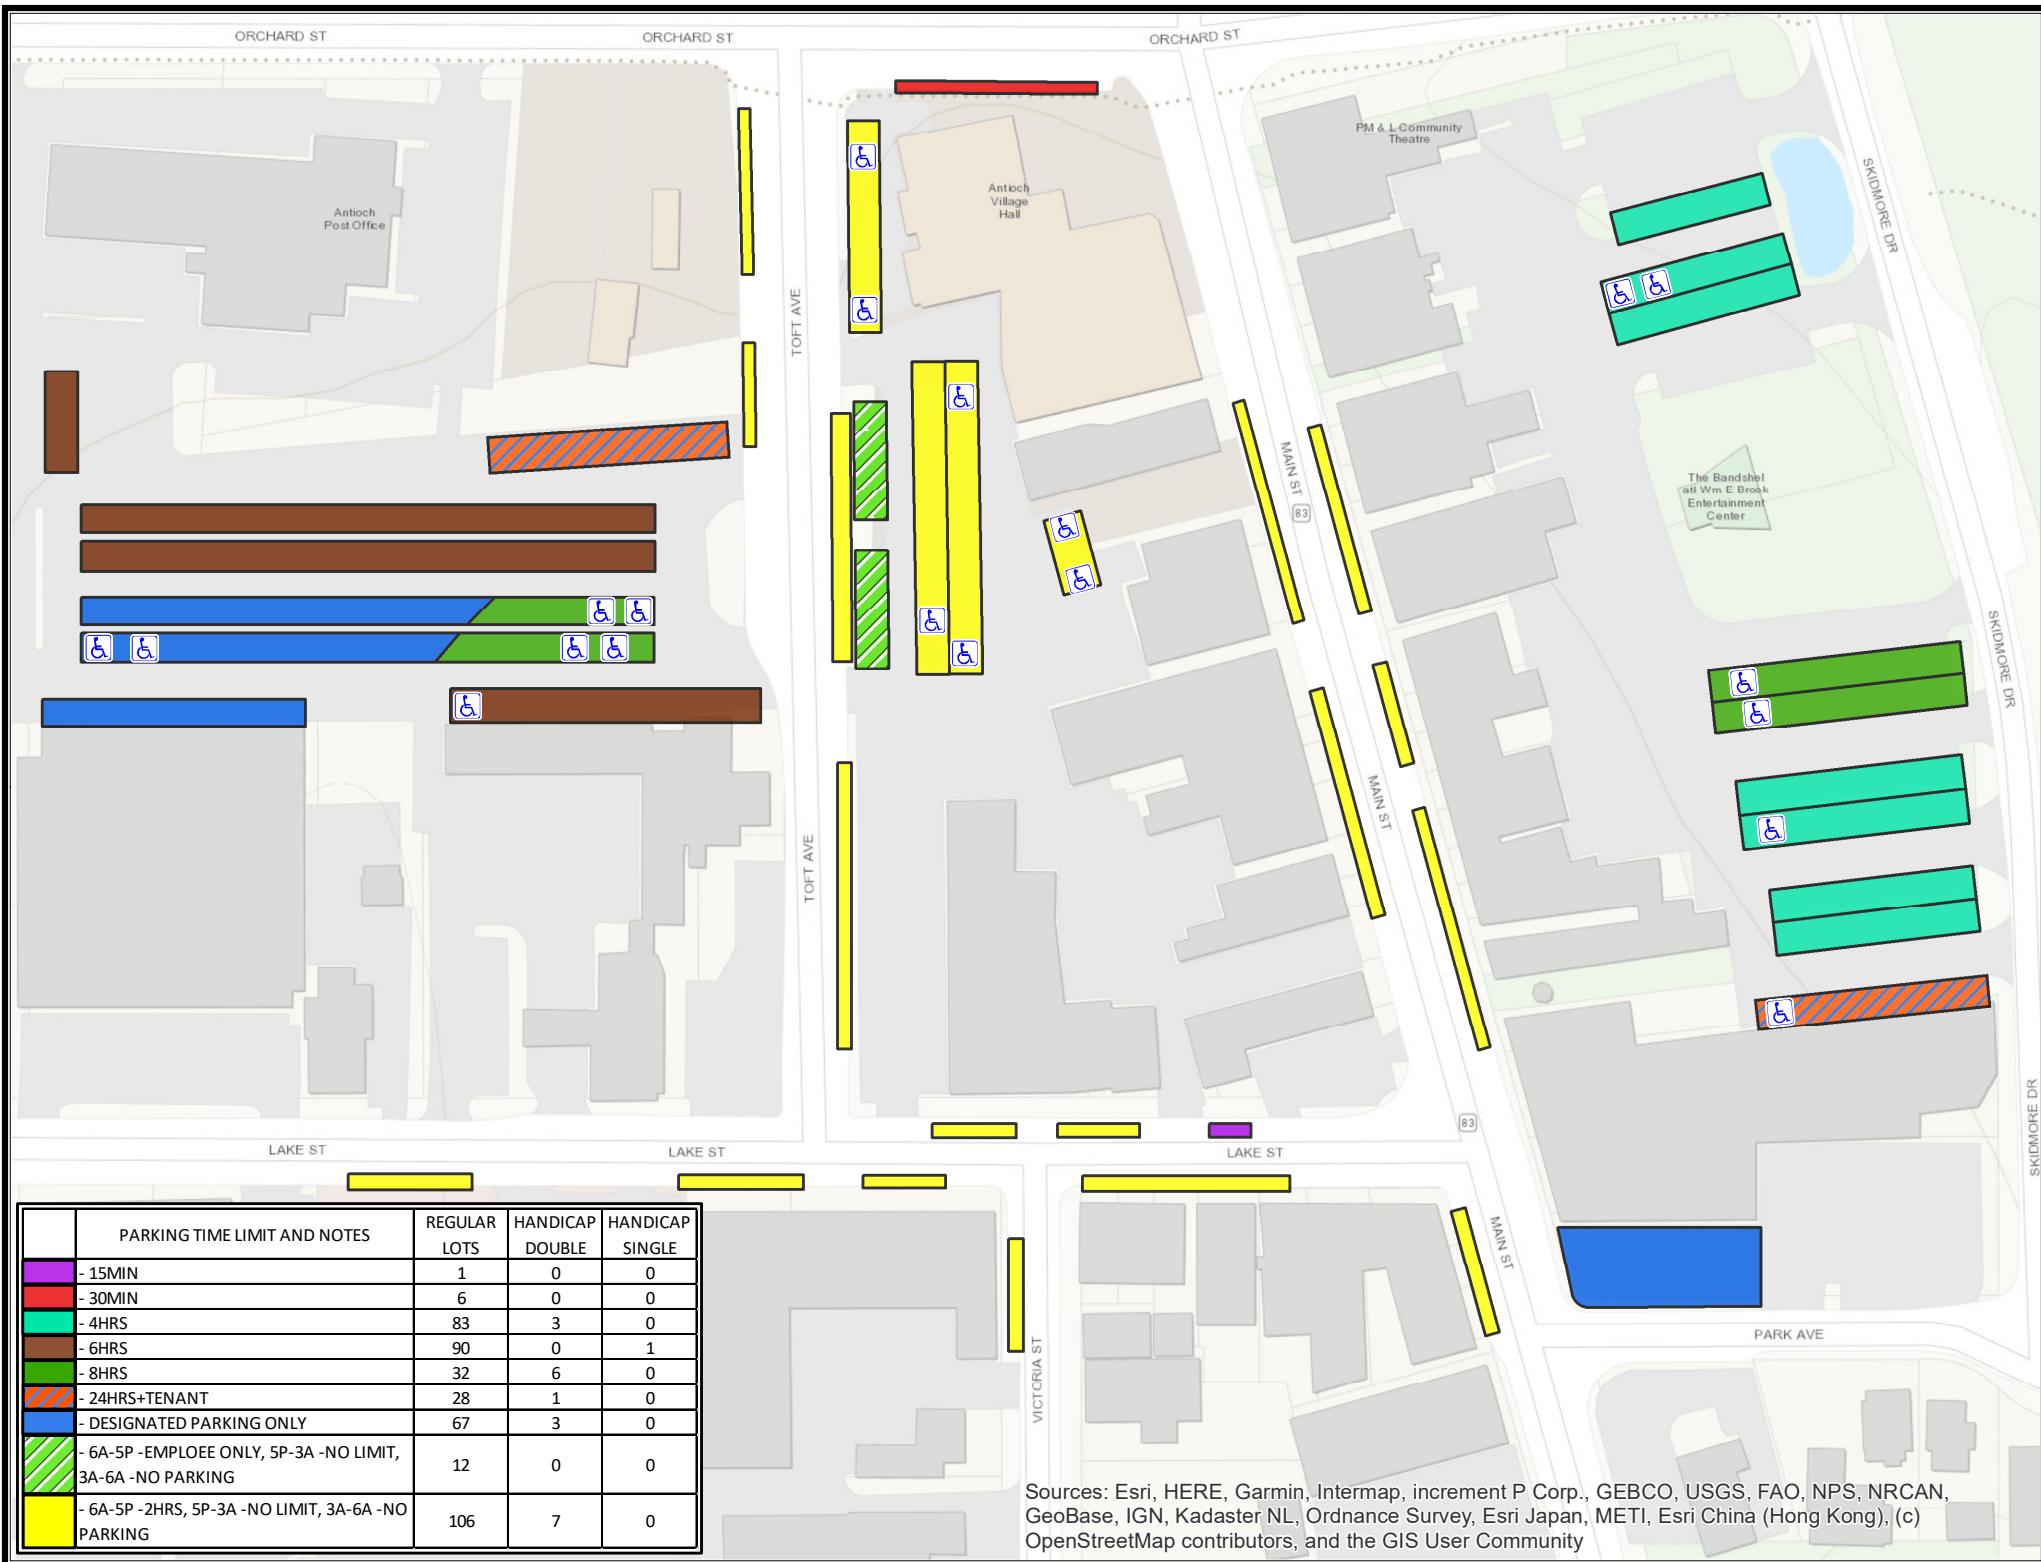 ORCHARD ST
ORCHARD ST
ORCHARD ST
PM & L Community
Theatre
Antioch
Post Office
Antioch
Village
Hall
SKIDMORE DR
TOFT AVE
MAIN ST
83
The Bandshel
atl Wm E Brook
Entertainment
Center
SKIDMORE DR
MAIN ST
TOFT AVE
83
SKIDMORE DR
LAKE ST
LAKE ST
LAKE ST
MAIN ST
PARK AVE
VICTORIA ST
PARKING TIME LIMIT AND NOTES REGULAR LOTS HANDICAP DOUBLE HANDICAP SINGLE
- 15MIN 1 0 0
- 30MIN 6 0 0
- 4HRS 83 3 0
- 6HRS 90 0 1
- 8HRS 32 6 0
- 24HRS+TENANT 28 1 0
- DESIGNATED PARKING ONLY 67 3 0
- 6A-5P -EMPLOEE ONLY, 5P-3A -NO LIMIT,
3A-6A -NO PARKING 12 0 0
- 6A-5P -2HRS, 5P-3A -NO LIMIT, 3A-6A -NO
PARKING 106 7 0
Sources: Esri, HERE, Garmin, Intermap, increment P Corp., GEBCO, USGS, FAO, NPS, NRCAN,
GeoBase, IGN, Kadaster NL, Ordnance Survey, Esri Japan, METI, Esri China (Hong Kong), (c)
OpenStreetMap contributors, and the GIS User Community